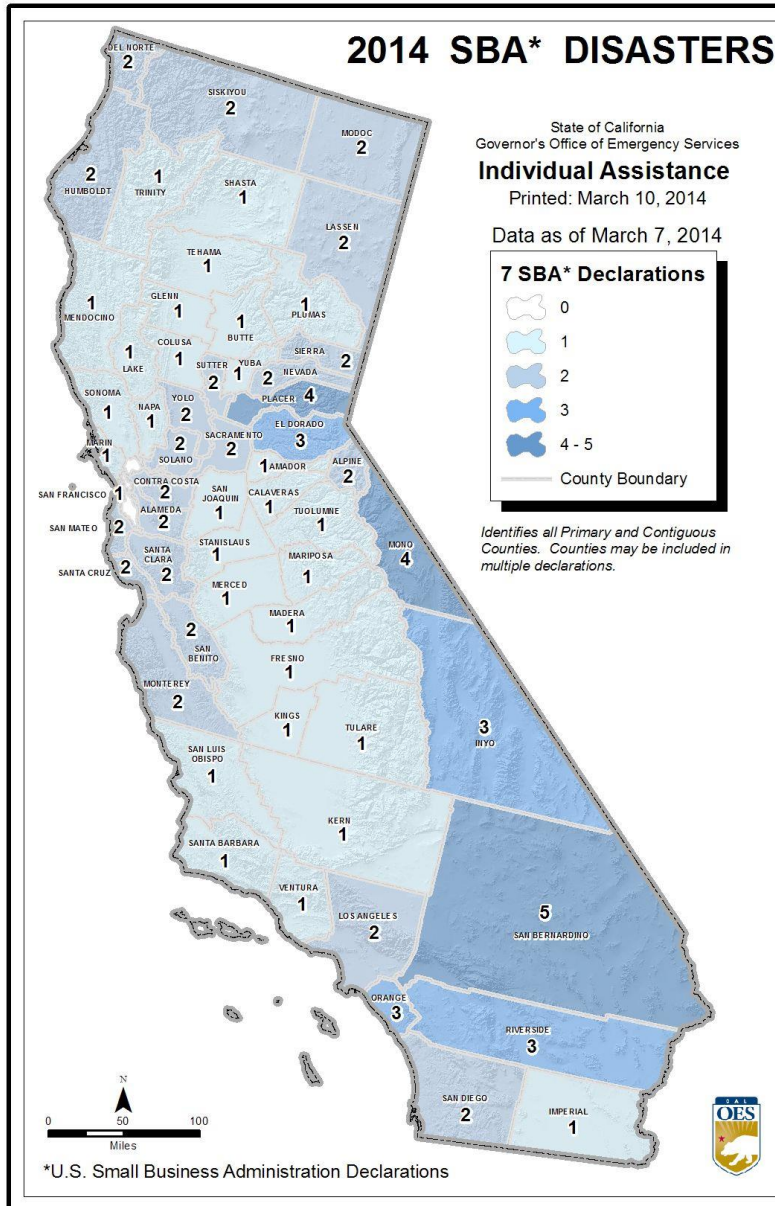 2014 SBA* DISASTERS
State of California
Governor's Office of Emergency Services
Individual Assistance
Printed: March 10, 2014
Data as of March 7, 2014
7 SBA* Declarations
0
1
2
3
4 - 5
County Boundary
Identifies all Primary and Contiguous
Counties. Counties may be included in
multiple declarations.
DEL NORTE
2
SISKIYOU
2
MODOC
2
2
HUMBOLDT
1
TRINITY
SHASTA
1
LASSEN
2
TEHAMA
1
1
MENDOCINO
GLENN
1
1
BUTTE
1
PLUMAS
1
LAKE
COLUSA
1
SUTTER
2
YUBA
1
SIERRA
2
NEVADA
2
PLACER
4
SONOMA
1
NAPA
1
YOLO
2
SACRAMENTO
2
EL DORADO
3
MARIN
1
2
SOLANO
1
AMADOR
ALPINE
2
SAN FRANCISCO
1
CONTRA COSTA
2
SAN
JOAQUIN
1
CALAVERAS
1
TUOLUMNE
1
SAN MATEO
2
ALAMEDA
2
STANISLAUS
1
MONO
4
SANTA CRUZ
2
SANTA
CLARA
2
MERCED
1
MARIPOSA
1
MADERA
1
2
SAN
BENITO
FRESNO
1
MONTEREY
2
KINGS
1
TULARE
1
3
INYO
SAN LUIS
OBISPO
1
KERN
1
SANTA BARBARA
1
VENTURA
1
LOS ANGELES
2
5
SAN BERNARDINO
ORANGE
3
RIVERSIDE
3
SAN DIEGO
2
IMPERIAL
1
N
0 50 100
Miles
*U.S. Small Business Administration Declarations
CAL
OES